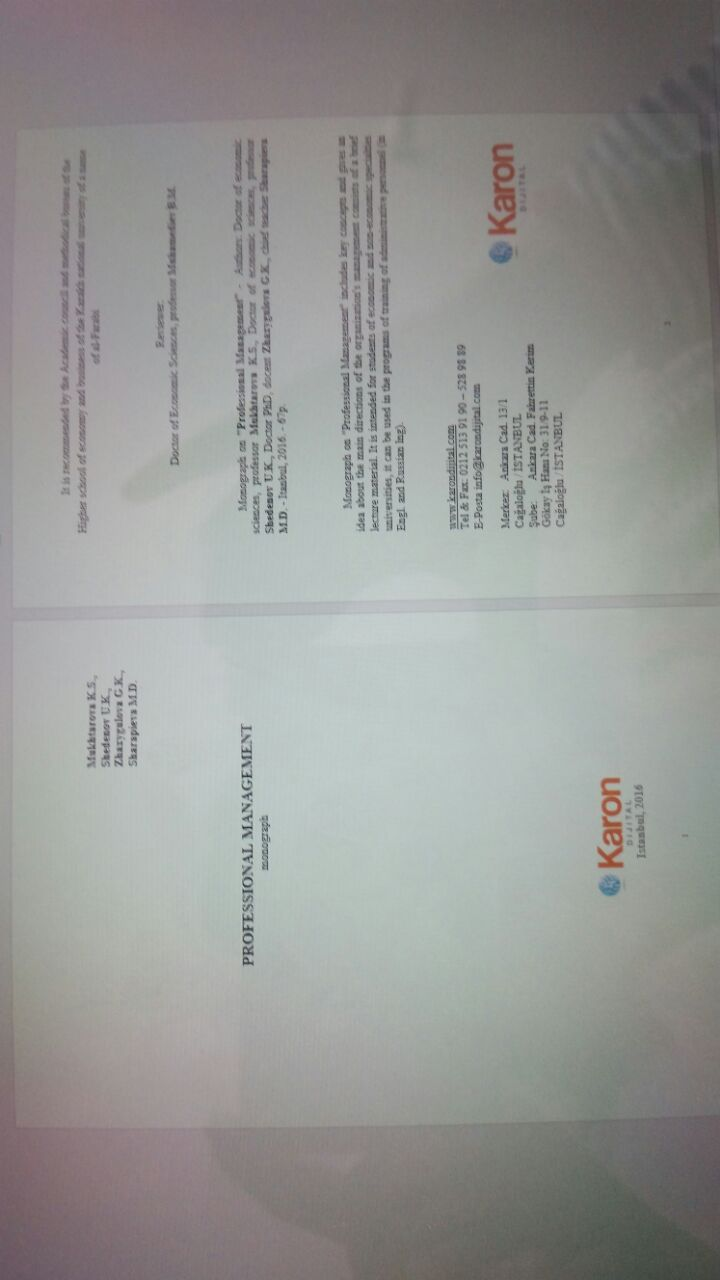 Mukhtarova K.S.,
Shedenov U.K.,
Zhazygulova G.K.,
Sharapieva M.D.
PROFESSIONAL MANAGEMENT
monograph
Karon
DIJITAL
Istanbul, 2016
1
It is recommended by the Academic council and methodical bureau of the
Higher school of economy and business of the Kazakh national university of a name
of al-Farabi
Reviewer:
Doctor of Economic Sciences, professor Mukhamediev B.M.
Monograph on "Professional Management" - Authors: Doctor of economic
sciences, professor Mukhtarova K.S., Doctor of economic sciences, professor
Shedenov U.K., Doctor PhD, docent Zhazygulova G.K., chief teacher Sharapieva
M.D. - Istanbul, 2016. - 67p.
Monograph on "Professional Management" includes key concepts and gives an
idea about the main directions of the organization's management consists of a brief
lecture material. It is intended for students of economic and non-economic specialties
universities, it can be used in the programs of training of administrative personnel (in
Engl. and Russian lng).
www.karondijital.com
Tel & Fax: 0212 513 91 90 – 528 98 89
E-Posta info@karondijital.com
Merkez: Ankara Cad. 13/1
Cağaloğlu / ISTANBUL
Şube: Ankara Cad. Fahrettin Kerim
Gökay İş Hanı No: 31/9-11
Cağaloğlu /ISTANBUL
Karon
DIJITAL
2